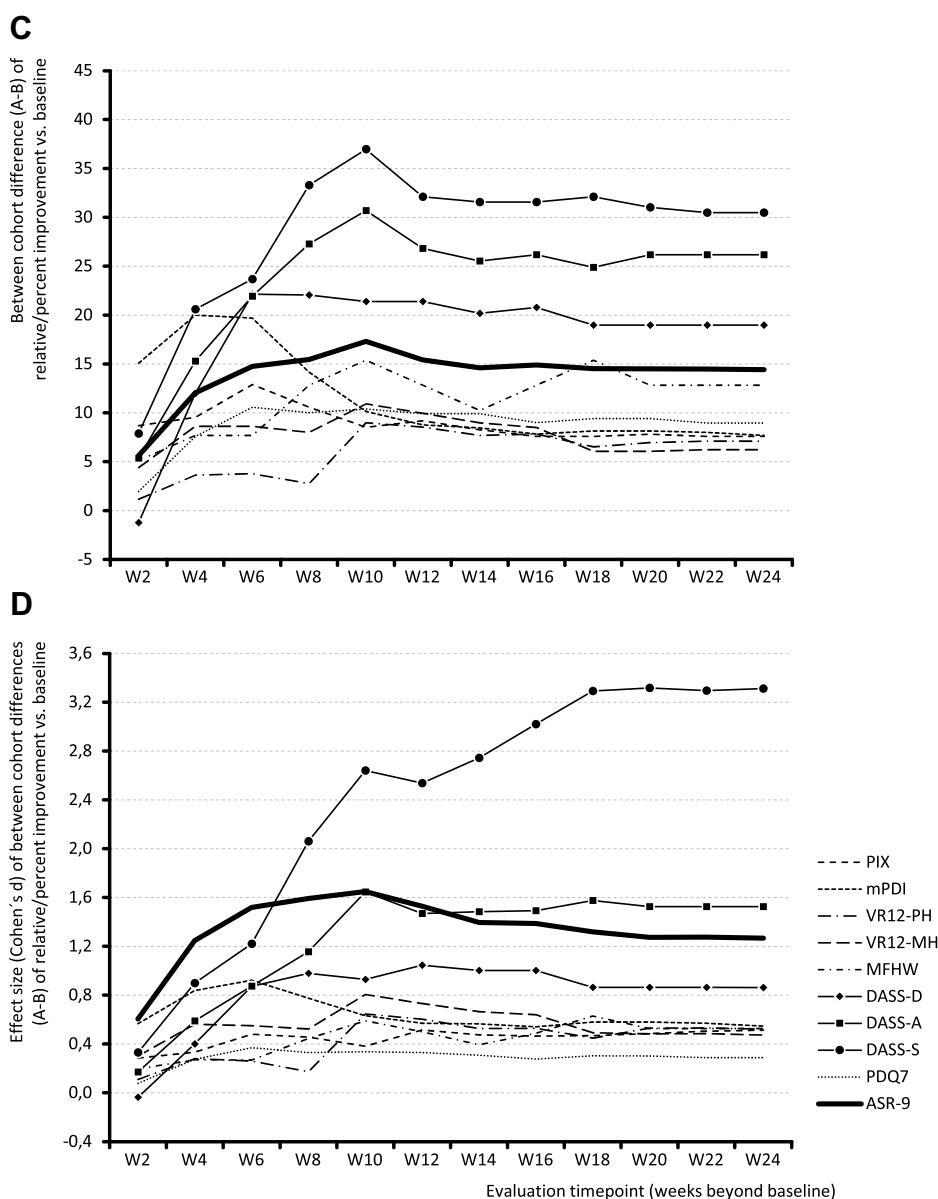 C
Between cohort difference (A-B) of
relative/percent improvement vs. baseline
45
40
35
30
25
20
15
10
5
0
-5
W2 W4 W6 W8 W10 W12 W14 W16 W18 W20 W22 W24
D
Effect size (Cohen´s d) of between cohort differences
(A-B) of relative/percent improvement vs. baseline
3,6
3,2
2,8
2,4
2,0
1,6
1,2
0,8
0,4
0,0
-0,4
W2 W4 W6 W8 W10 W12 W14 W16 W18 W20 W22 W24
Evaluation timepoint (weeks beyond baseline)
PIX
mPDI
VR12-PH
VR12-MH
MFHW
DASS-D
DASS-A
DASS-S
PDQ7
ASR-9